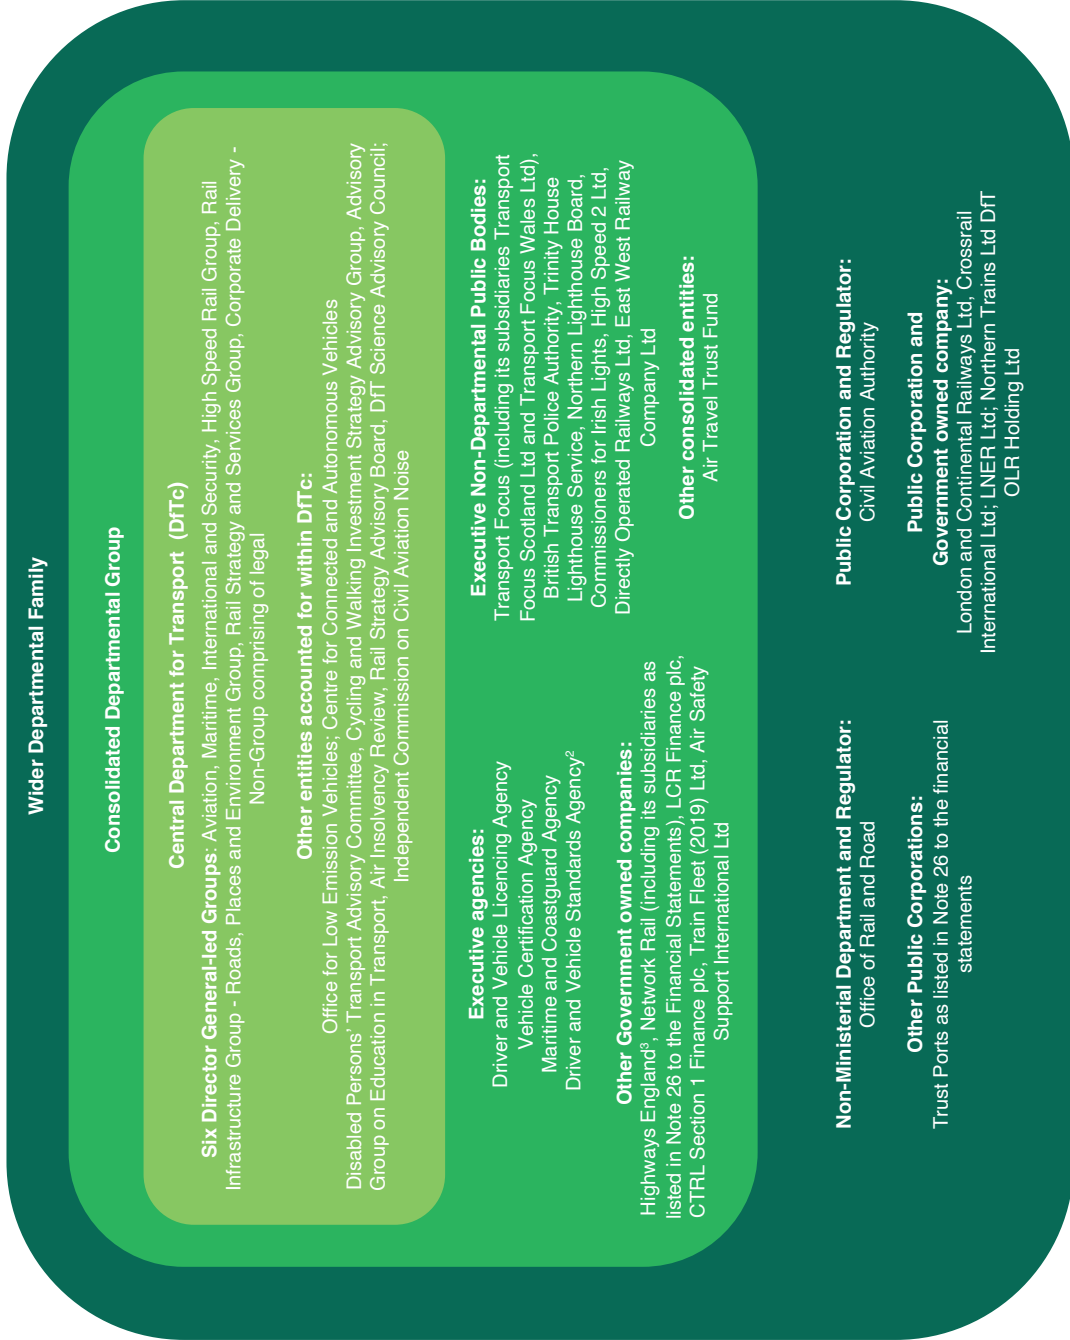 Wider Departmental Family
Consolidated Departmental Group
Central Department for Transport (DfTc)
Six Director General-led Groups: Aviation, Maritime, International and Security, High Speed Rail Group, Rail
Infrastructure Group - Roads, Places and Environment Group, Rail Strategy and Services Group, Corporate Delivery -
Non-Group comprising of legal
Other entities accounted for within DfTc:
Office for Low Emission Vehicles; Centre for Connected and Autonomous Vehicles
Disabled Persons’ Transport Advisory Committee, Cycling and Walking Investment Strategy Advisory Group, Advisory
Group on Education in Transport, Air Insolvency Review, Rail Strategy Advisory Board, DfT Science Advisory Council;
Independent Commission on Civil Aviation Noise
Executive agencies:
Driver and Vehicle Licencing Agency
Vehicle Certification Agency
Maritime and Coastguard Agency
Driver and Vehicle Standards Agency²
Other Government owned companies:
Highways England³, Network Rail (including its subsidiaries as
listed in Note 26 to the Financial Statements), LCR Finance plc,
CTRL Section 1 Finance plc, Train Fleet (2019) Ltd, Air Safety
Support International Ltd
Executive Non-Departmental Public Bodies:
Transport Focus (including its subsidiaries Transport
Focus Scotland Ltd and Transport Focus Wales Ltd),
British Transport Police Authority, Trinity House
Lighthouse Service, Northern Lighthouse Board,
Commissioners for Irish Lights, High Speed 2 Ltd,
Directly Operated Railways Ltd, East West Railway
Company Ltd
Other consolidated entities:
Air Travel Trust Fund
Non-Ministerial Department and Regulator:
Office of Rail and Road
Other Public Corporations:
Trust Ports as listed in Note 26 to the financial
statements
Public Corporation and Regulator:
Civil Aviation Authority
Public Corporation and
Government owned company:
London and Continental Railways Ltd, Crossrail
International Ltd; LNER Ltd; Northern Trains Ltd DfT
OLR Holding Ltd